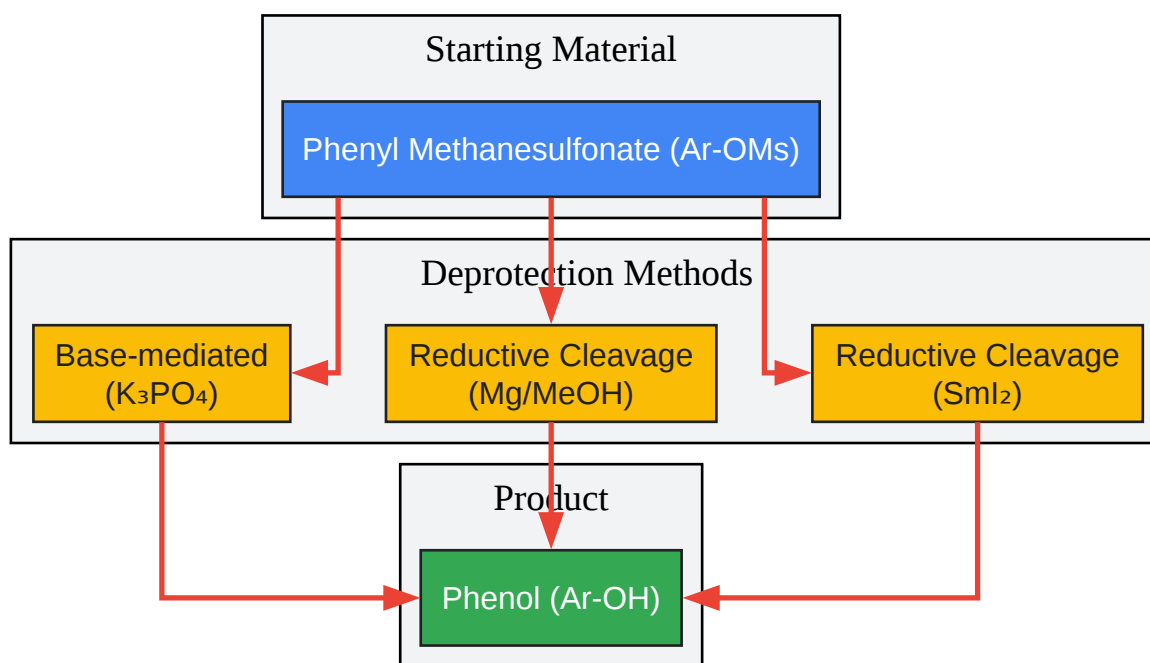 Starting Material
Phenyl Methanesulfonate (Ar-OMs)
Deprotection Methods
Base-mediated
(K₃PO₄)
Reductive Cleavage
(Mg/MeOH)
Reductive Cleavage
(SmI₂)
Product
Phenol (Ar-OH)